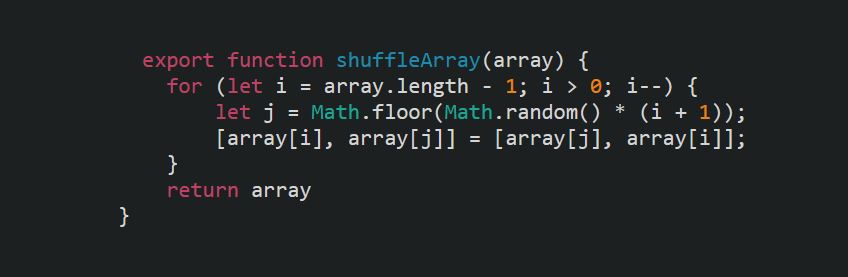 export function shuffleArray(array) {
for (let i = array.length - 1; i > 0; i--) {
let j = Math.floor(Math.random() * (i + 1));
[array[i], array[j]] = [array[j], array[i]];
}
return array
}